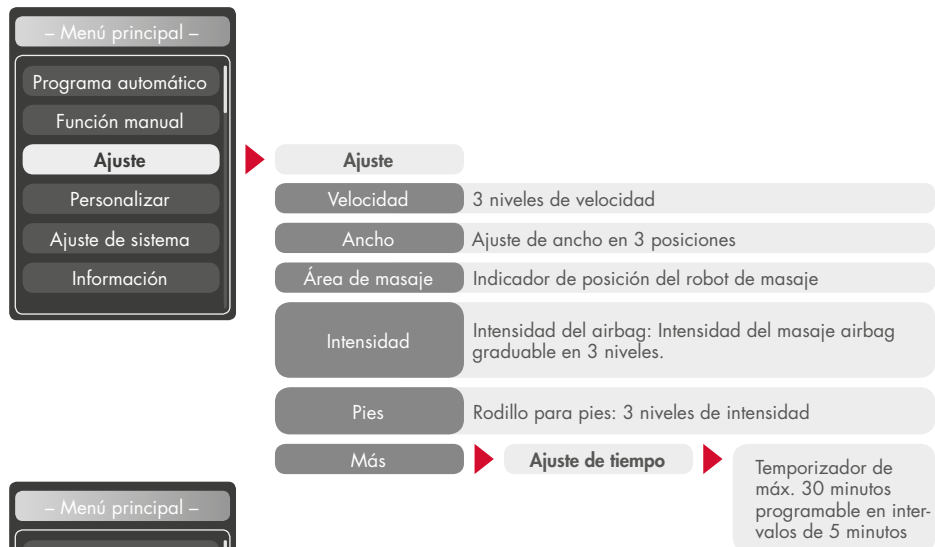 – Menú principal –
Programa automático
Función manual
Ajuste
Personalizar
Ajuste de sistema
Información
Ajuste
Velocidad
3 niveles de velocidad
Ancho
Ajuste de ancho en 3 posiciones
Área de masaje
Indicador de posición del robot de masaje
Intensidad
Intensidad del airbag: Intensidad del masaje airbag
graduable en 3 niveles.
Pies
Rodillo para pies: 3 niveles de intensidad
Más
Ajuste de tiempo
Temporizador de
máx. 30 minutos
programable en inter-
valos de 5 minutos
– Menú principal –